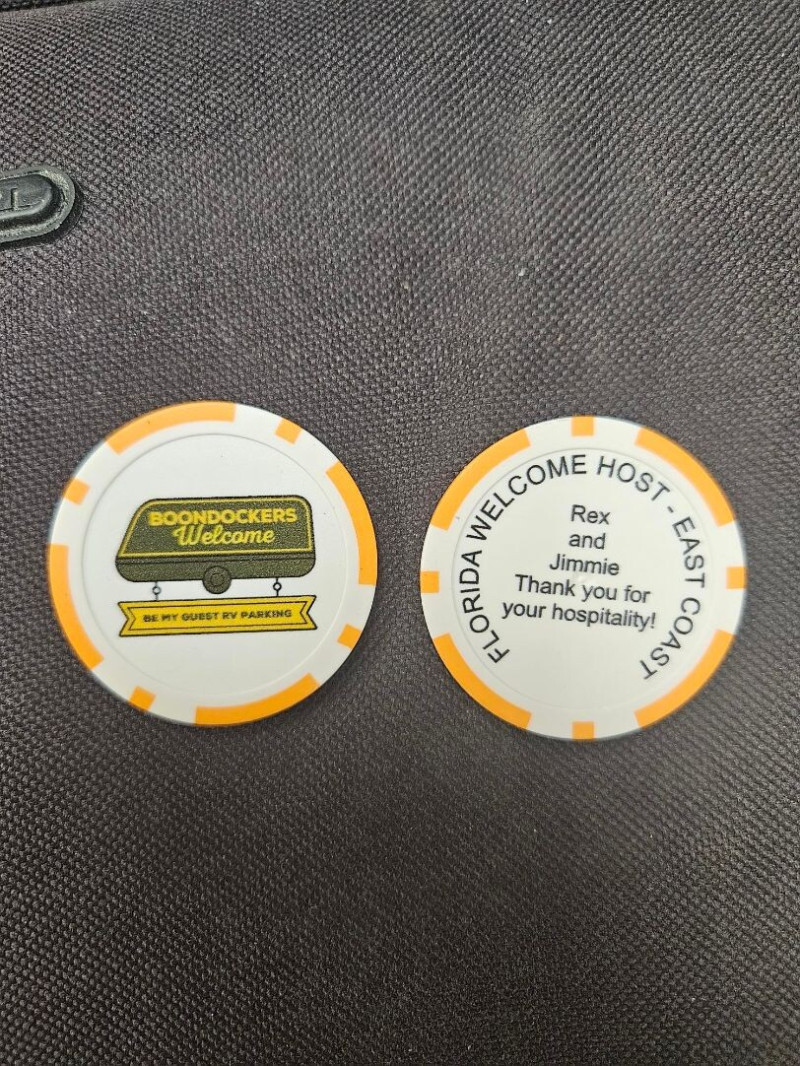 BOONDOCKERS
Welcome
BE MY GUEST RV PARKING
FLORIDA WELCOME HOST - EAST COAST
Rex
and
Jimmie
Thank you for
your hospitality!